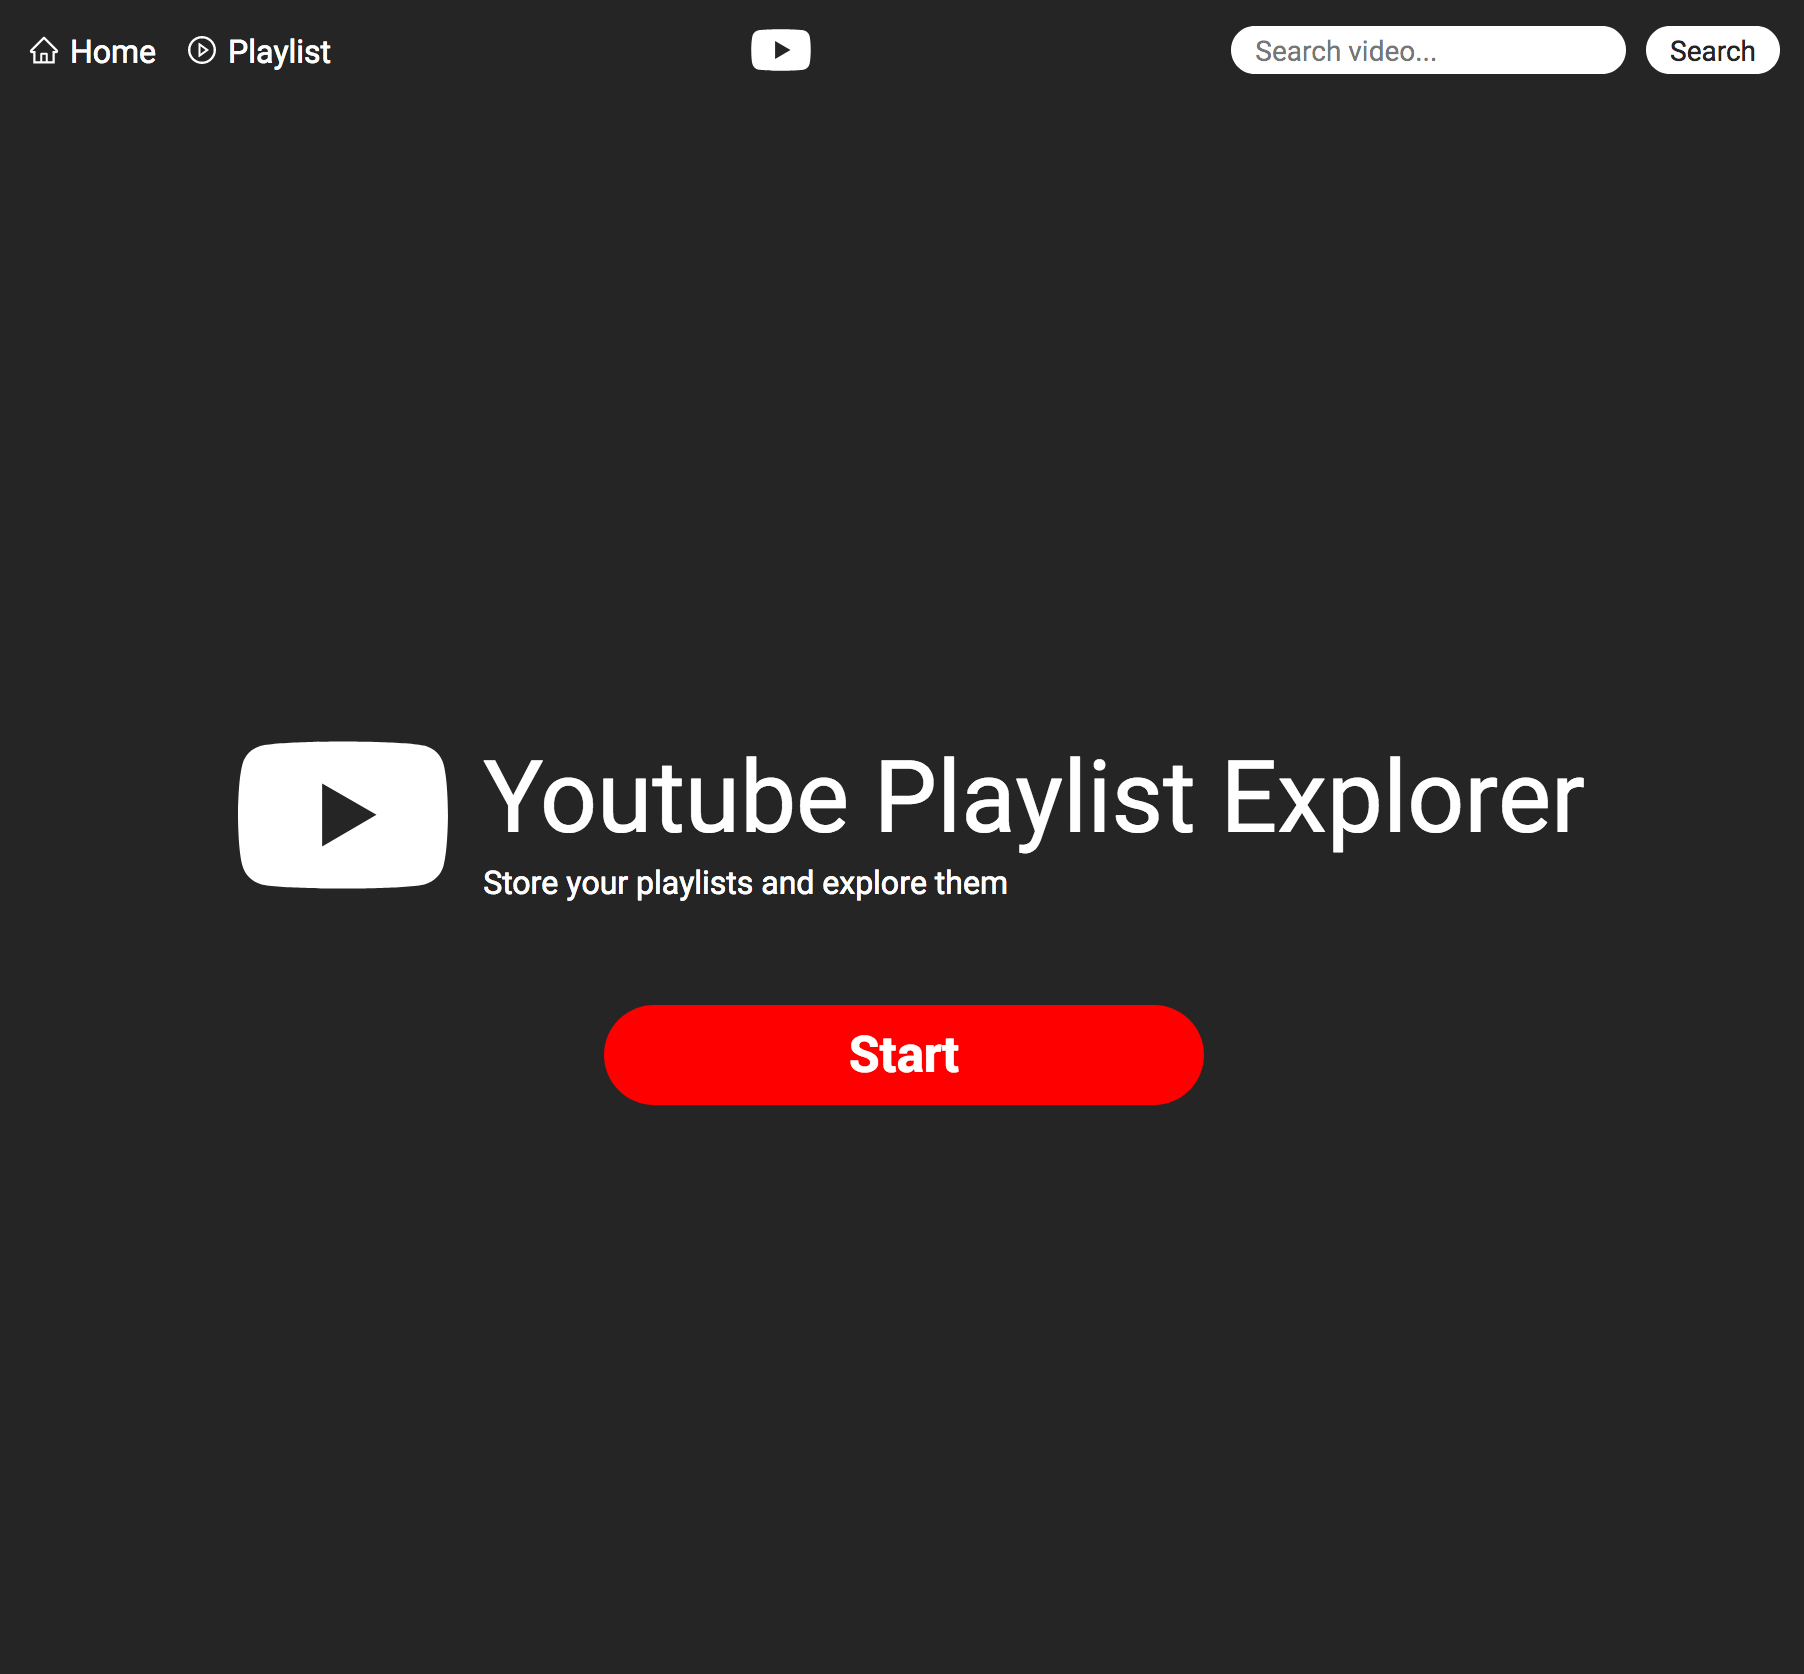 Home Playlist Search video... Search
Youtube Playlist Explorer
Store your playlists and explore them
Start